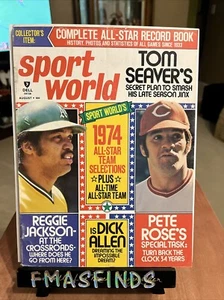 COLLECTOR'S
ITEM:
COMPLETE ALL-STAR RECORD BOOK
HISTORY, PHOTOS AND STATISTICS OF ALL GAMES SINCE 1933
sport
world
DELL
AUGUST
TOM
SEAVER'S
SECRET PLAN TO SMASH
HIS LATE SEASON JINX
SPORT WORLD'S
1974
ALL-STAR
TEAM
SELECTIONS
PLUS
ALL-TIME
ALL-STAR TEAM
REGGIE
JACKSON-
AT THE
CROSSROADS-
WHERE DOES HE
GO FROM HERE?
IS
DICK
ALLEN
DREAMING THE
IMPOSSIBLE
DREAM?
PETE
ROSE'S
SPECIAL TASK:
TURN BACK THE
CLOCK 54 YEARS
FMASFINDS